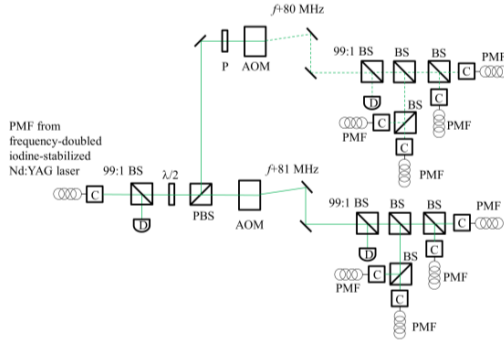 f+80 MHz
P
AOM
99:1 BS
BS
BS
C
PMF
D
C
BS
C
PMF
PMF
C
PMF
PMF from
frequency-doubled
iodine-stabilized
Nd:YAG laser
C
99:1 BS
λ/2
D
PBS
AOM
f+81 MHz
99:1 BS
BS
BS
C
PMF
D
C
BS
C
PMF
PMF
C
PMF